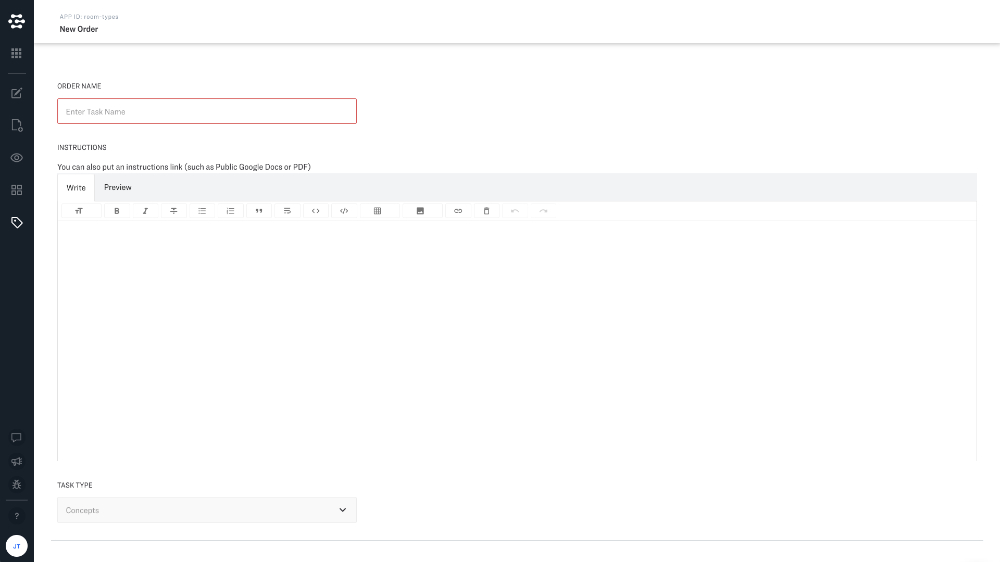 APP ID: room-types
New Order
ORDER NAME
Enter Task Name
INSTRUCTIONS
You can also put an instructions link (such as Public Google Docs or PDF)
Write Preview
TASK TYPE
Concepts
?
JT